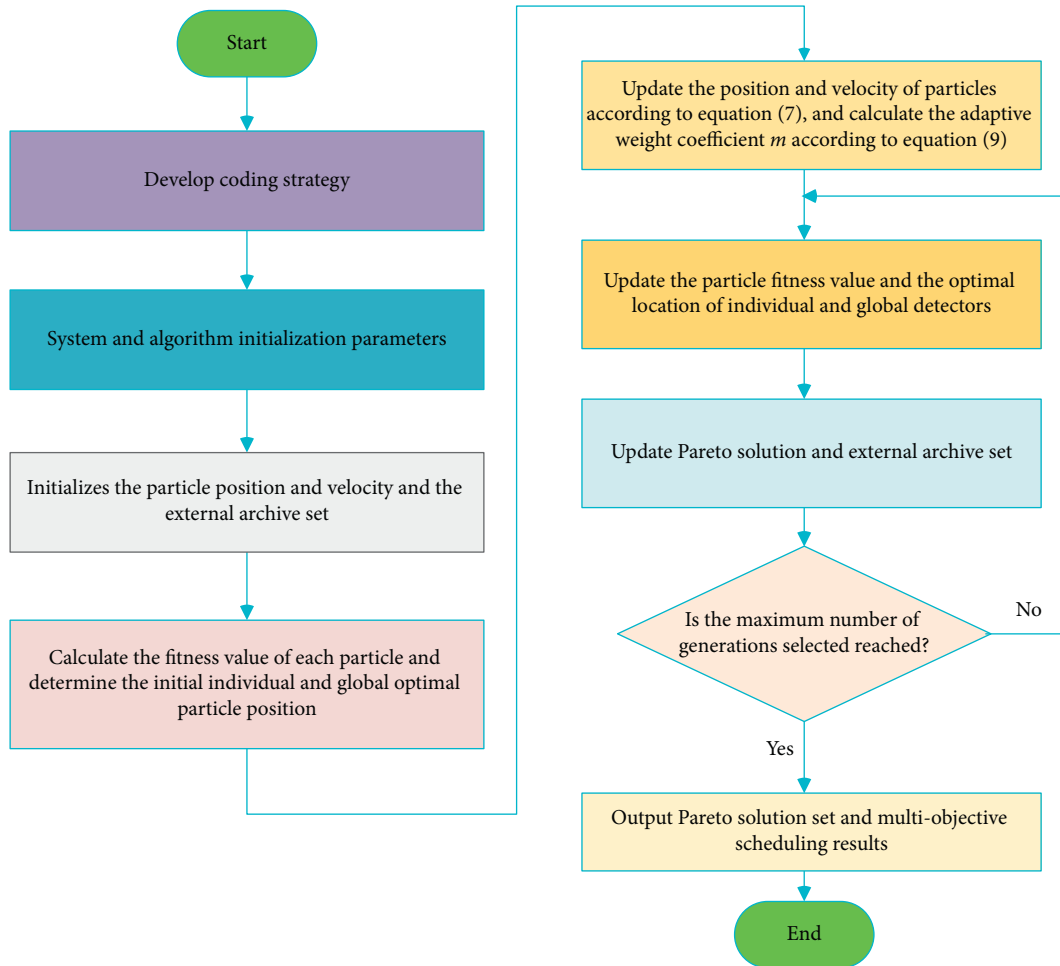 Start
Develop coding strategy
System and algorithm initialization parameters
Initializes the particle position and velocity and the
external archive set
Calculate the fitness value of each particle and
determine the initial individual and global optimal
particle position
Update the position and velocity of particles
according to equation (7), and calculate the adaptive
weight coefficient m according to equation (9)
Update the particle fitness value and the optimal
location of individual and global detectors
Update Pareto solution and external archive set
Is the maximum number of
generations selected reached?
No
Yes
Output Pareto solution set and multi-objective
scheduling results
End